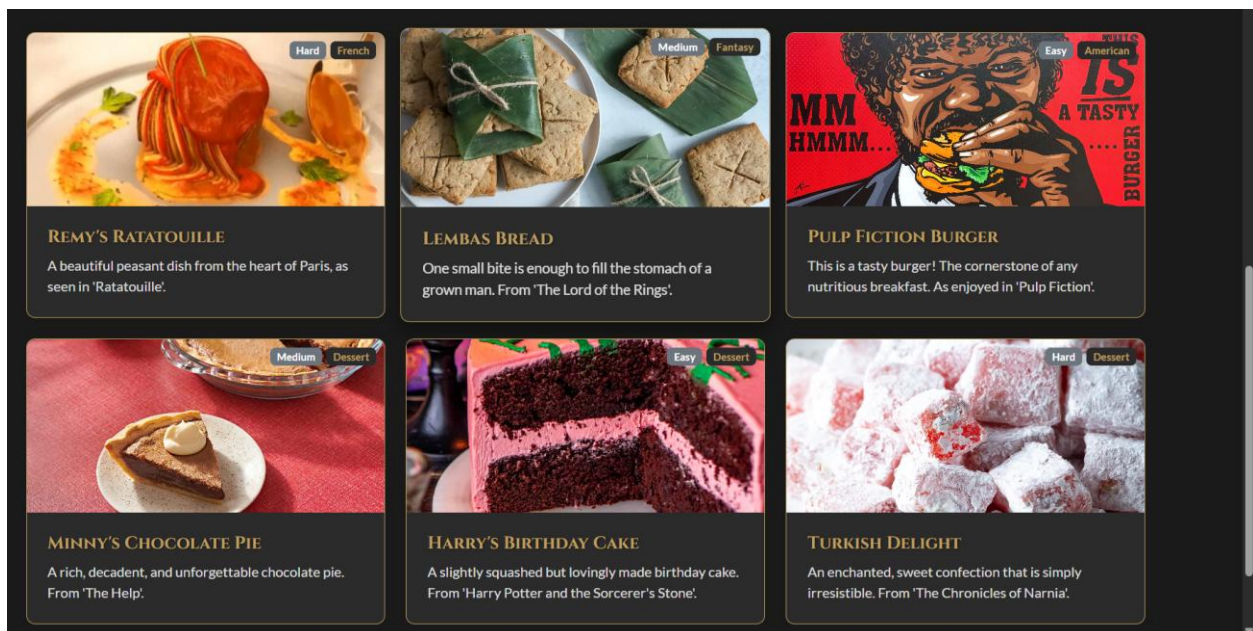 Hard French
Medium Fantasy
Easy American
THIS
IS
A TASTY
BURGER
MM
HMMM...
....
REMY'S RATATOUILLE
A beautiful peasant dish from the heart of Paris, as
seen in 'Ratatouille'.
LEMBAS BREAD
One small bite is enough to fill the stomach of a
grown man. From 'The Lord of the Rings'.
PULP FICTION BURGER
This is a tasty burger! The cornerstone of any
nutritious breakfast. As enjoyed in 'Pulp Fiction'.
Medium Dessert
Easy Dessert
Hard Dessert
MINNY'S CHOCOLATE PIE
A rich, decadent, and unforgettable chocolate pie.
From 'The Help'.
HARRY'S BIRTHDAY CAKE
A slightly squashed but lovingly made birthday cake.
From 'Harry Potter and the Sorcerer's Stone'.
TURKISH DELIGHT
An enchanted, sweet confection that is simply
irresistible. From 'The Chronicles of Narnia'.